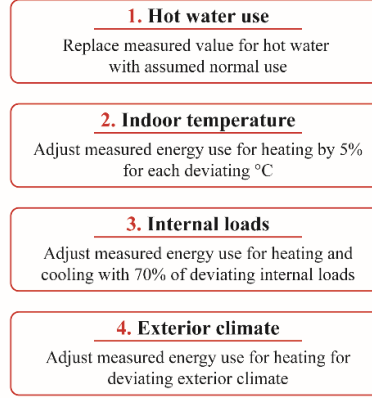 1. Hot water use
Replace measured value for hot water
with assumed normal use
2. Indoor temperature
Adjust measured energy use for heating by 5%
for each deviating °C
3. Internal loads
Adjust measured energy use for heating and
cooling with 70% of deviating internal loads
4. Exterior climate
Adjust measured energy use for heating for
deviating exterior climate